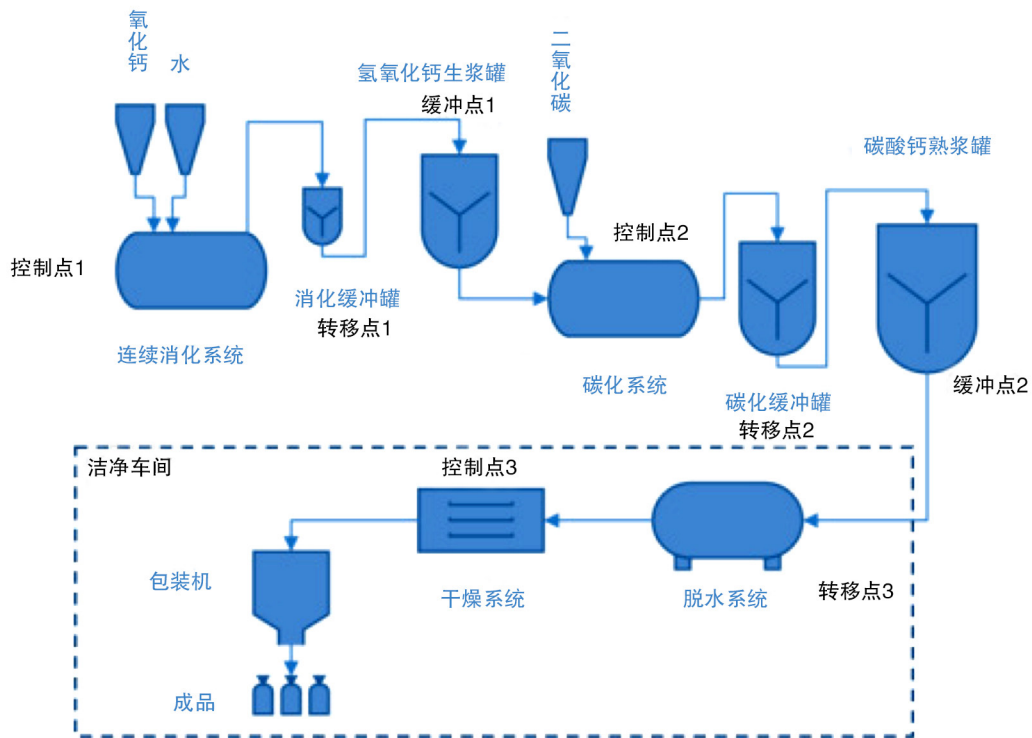 氧化钙
水
氢氧化钙生浆罐
缓冲点1
二氧化碳
碳酸钙熟浆罐
控制点1
控制点2
消化缓冲罐
转移点1
连续消化系统
碳化系统
碳化缓冲罐
转移点2
缓冲点2
洁净车间
控制点3
包装机
干燥系统
脱水系统
转移点3
成品